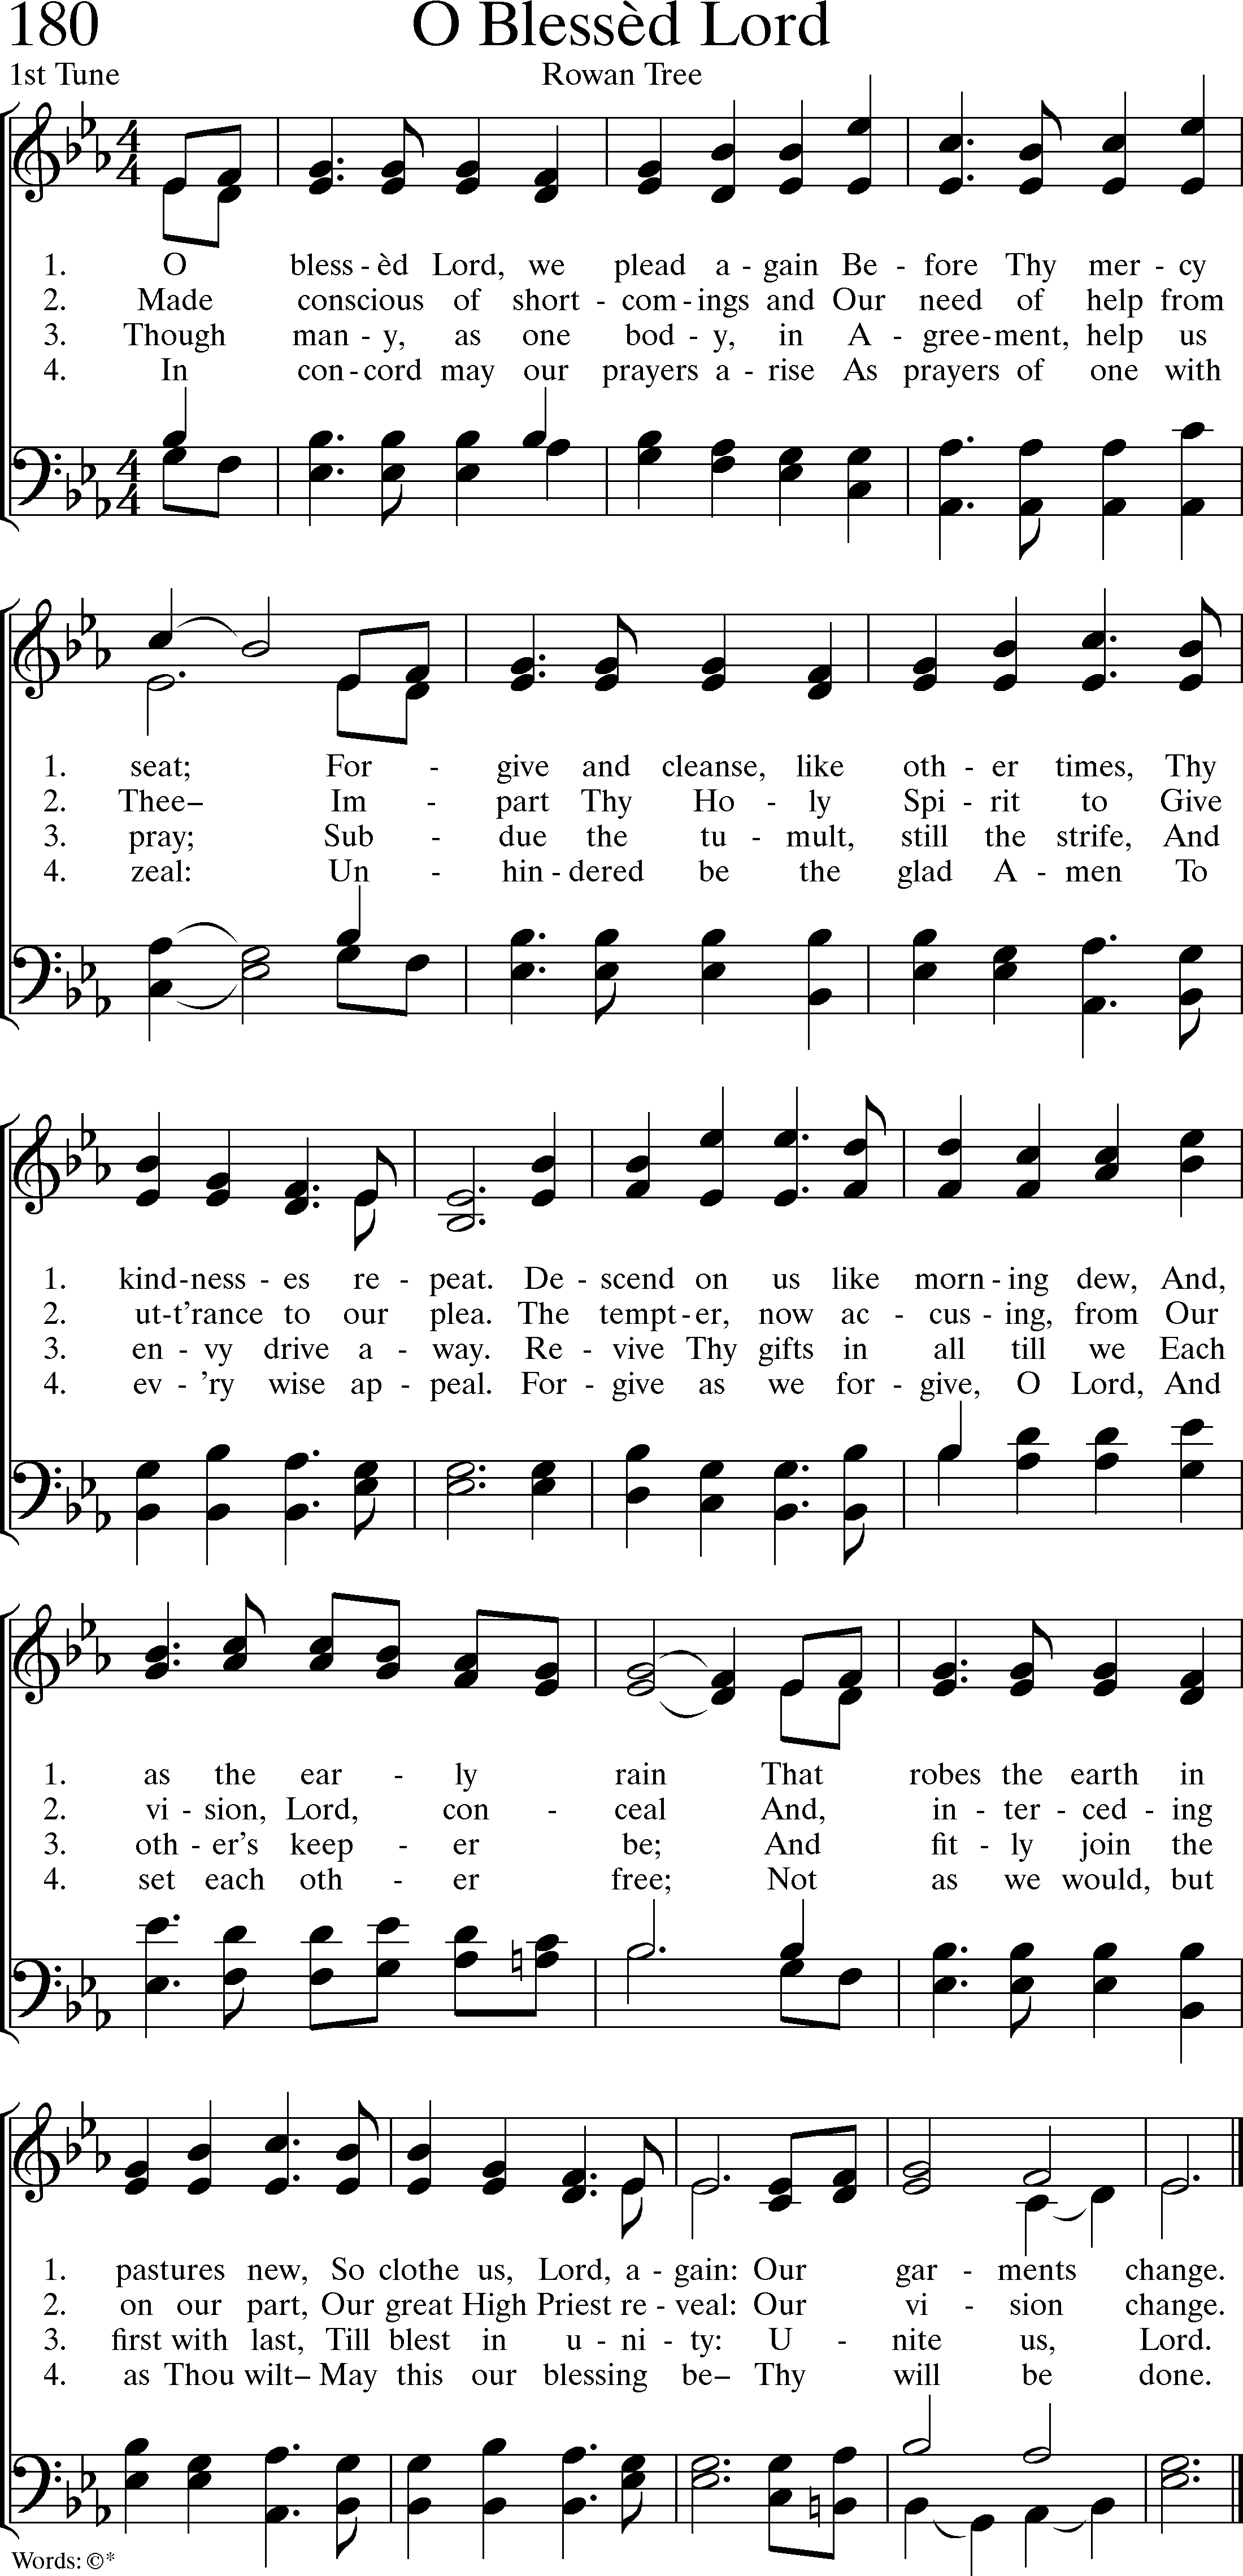 180 O Blessèd Lord
1st Tune Rowan Tree
1. O bless - èd Lord, we plead a - gain Be - fore Thy mer - cy
2. Made conscious of short - com - ings and Our need of help from
3. Though man - y, as one bod - y, in A - gree - ment, help us
4. In con - cord may our prayers a - rise As prayers of one with
1. seat; For - give and cleanse, like oth - er times, Thy
2. Thee– Im - part Thy Ho - ly Spi - rit to Give
3. pray; Sub - due the tu - mult, still the strife, And
4. zeal: Un - hin - dered be the glad A - men To
1. kind - ness - es re - peat. De - scend on us like morn - ing dew, And,
2. ut - t'rance to our plea. The tempt - er, now ac - cus - ing, from Our
3. en - vy drive a - way. Re - vive Thy gifts in all till we Each
4. ev - 'ry wise ap - peal. For - give as we for - give, O Lord, And
1. as the ear - ly rain That robes the earth in
2. vi - sion, Lord, con - ceal And, in - ter - ced - ing
3. oth - er's keep - er be; And fit - ly join the
4. set each oth - er free; Not as we would, but
1. pastures new, So clothe us, Lord, a - gain: Our gar - ments change.
2. on our part, Our great High Priest re - veal: Our vi - sion change.
3. first with last, Till blest in u - ni - ty: U - nite us, Lord.
4. as Thou wilt– May this our blessing be– Thy will be done.
Words: ©*